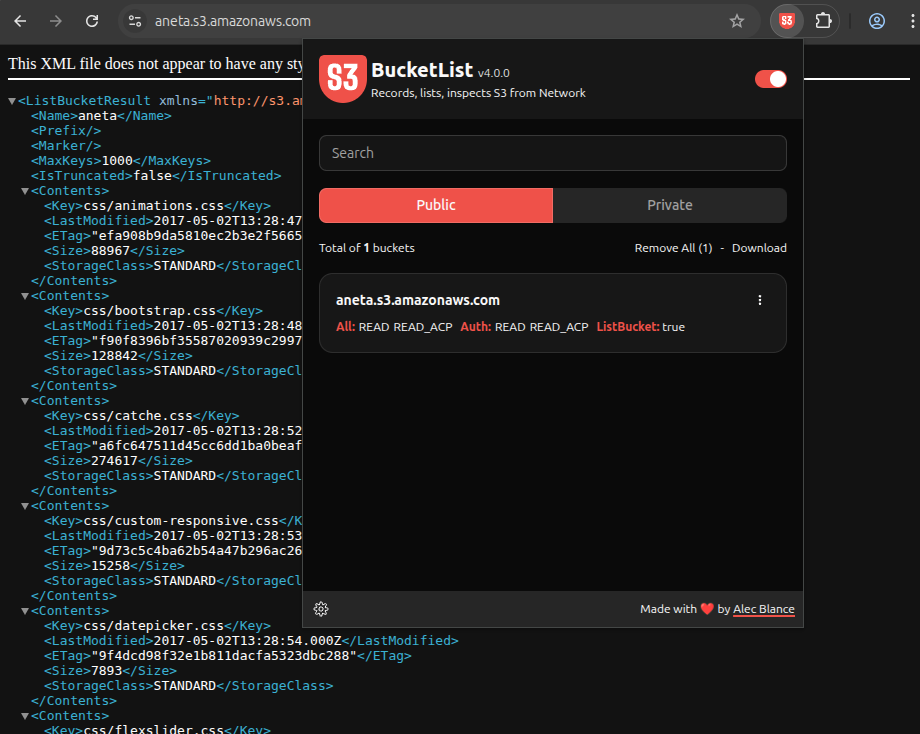 aneta.s3.amazonaws.com
This XML file does not appear to have any sty
<ListBucketResult xmlns="http://s3.am
<Name>aneta</Name>
<Prefix/>
<Marker/>
<MaxKeys>1000</MaxKeys>
<IsTruncated>false</IsTruncated>
<Contents>
<Key>css/animations.css</Key>
<LastModified>2017-05-02T13:28:47
<ETag>"efa908b9da5810ec2b3e2f5665
<Size>88967</Size>
<StorageClass>STANDARD</StorageCl
</Contents>
<Contents>
<Key>css/bootstrap.css</Key>
<LastModified>2017-05-02T13:28:48
<ETag>"f90f8396bf35587020939c2997
<Size>128842</Size>
<StorageClass>STANDARD</StorageCl
</Contents>
<Contents>
<Key>css/catche.css</Key>
<LastModified>2017-05-02T13:28:52
<ETag>"a6fc647511d45cc6dd1ba0beaf
<Size>274617</Size>
<StorageClass>STANDARD</StorageCl
</Contents>
<Contents>
<Key>css/custom-responsive.css</K
<LastModified>2017-05-02T13:28:53
<ETag>"9d73c5c4ba62b54a47b296ac26
<Size>15258</Size>
<StorageClass>STANDARD</StorageCl
</Contents>
<Contents>
<Key>css/datepicker.css</Key>
<LastModified>2017-05-02T13:28:54.000Z</LastModified>
<ETag>"9f4dcd98f32e1b811dacfa5323dbc288"</ETag>
<Size>7893</Size>
<StorageClass>STANDARD</StorageClass>
</Contents>
<Contents>
<Key>css/flexslider.css</Key>
S3
BucketList v4.0.0
Records, lists, inspects S3 from Network
Search
Public Private
Total of 1 buckets Remove All (1) - Download
aneta.s3.amazonaws.com
All: READ READ_ACP Auth: READ READ_ACP ListBucket: true
Made with ❤️ by Alec Blance